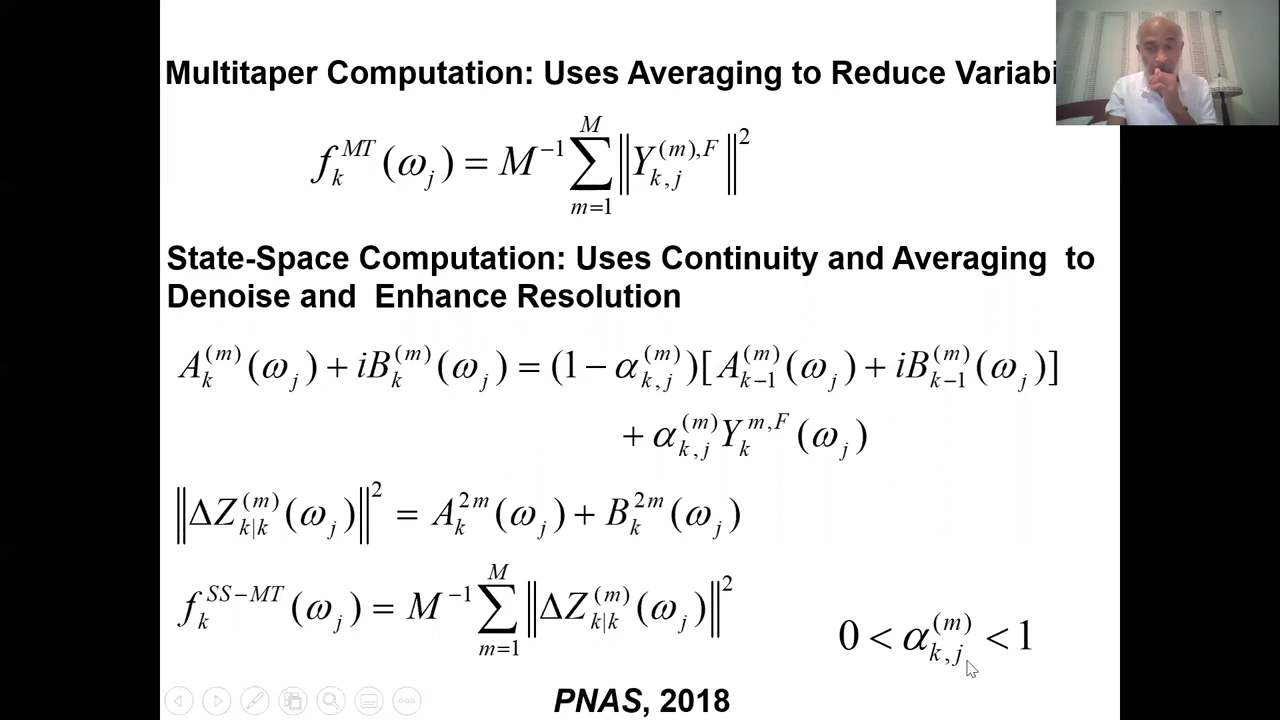 Multitaper Computation: Uses Averaging to Reduce Variabi
f_k^{MT}(ω_j) = M^{-1} \sum_{m=1}^{M} ‖Y_{k,j}^{(m),F}‖^2
State-Space Computation: Uses Continuity and Averaging to
Denoise and Enhance Resolution
A_k^{(m)}(ω_j) + iB_k^{(m)}(ω_j) = (1 − α_{k,j}^{(m)})[A_{k−1}^{(m)}(ω_j) + iB_{k−1}^{(m)}(ω_j)]
+ α_{k,j}^{(m)} Y_k^{m,F}(ω_j)
‖ΔZ_{k|k}^{(m)}(ω_j)‖^2 = A_k^{2m}(ω_j) + B_k^{2m}(ω_j)
f_k^{SS−MT}(ω_j) = M^{-1} \sum_{m=1}^{M} ‖ΔZ_{k|k}^{(m)}(ω_j)‖^2
0 < α_{k,j}^{(m)} < 1
PNAS, 2018